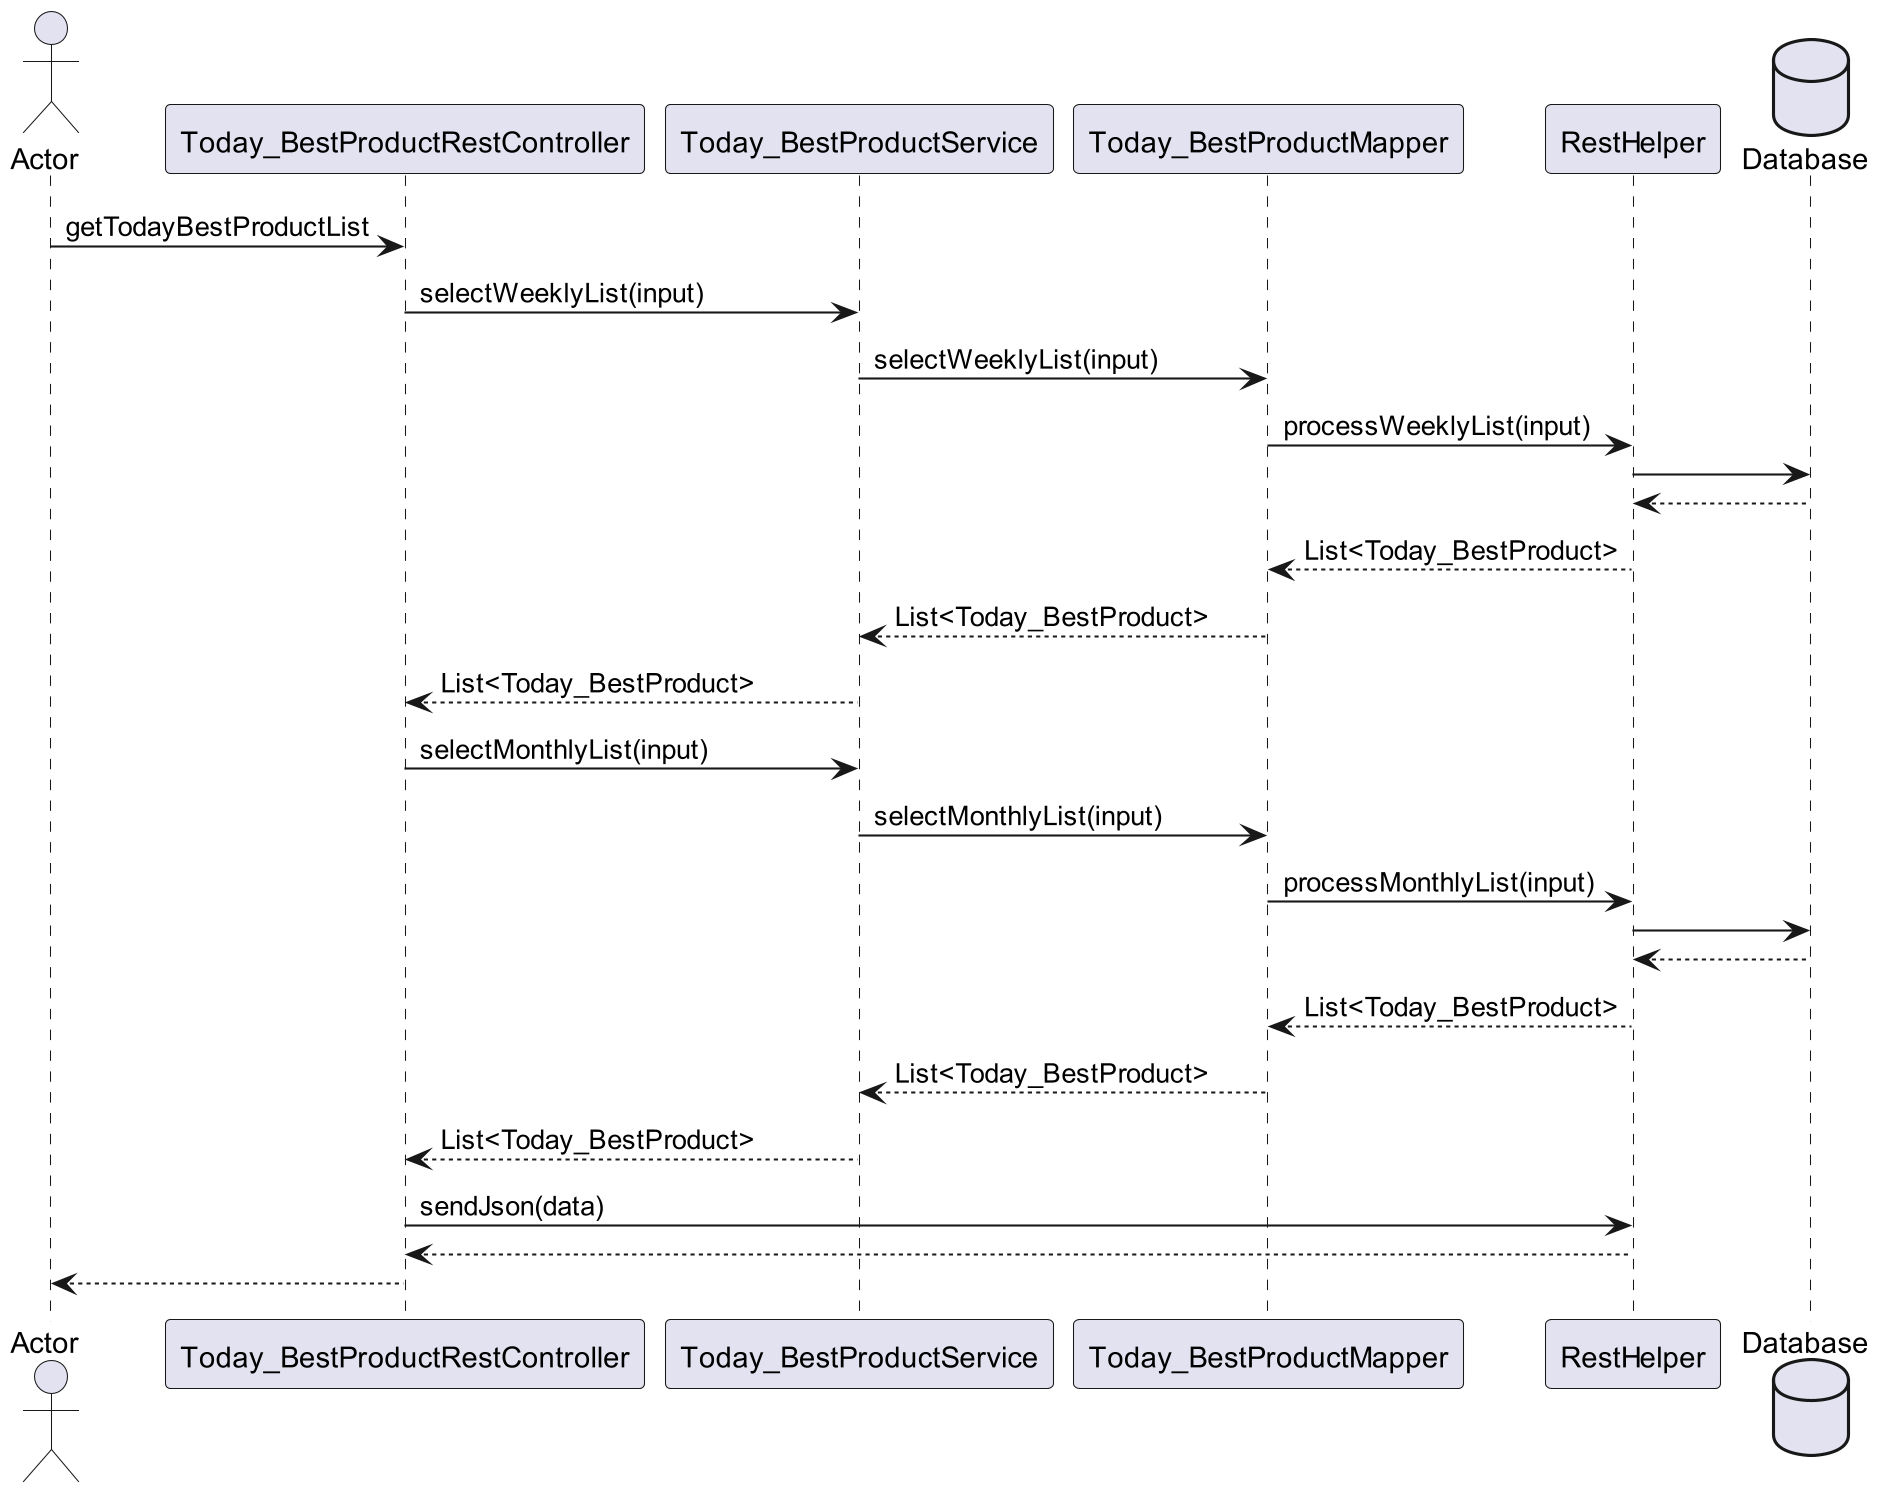 Actor
Today_BestProductRestController
Today_BestProductService
Today_BestProductMapper
RestHelper
Database
getTodayBestProductList
selectWeeklyList(input)
selectWeeklyList(input)
processWeeklyList(input)
List<Today_BestProduct>
List<Today_BestProduct>
List<Today_BestProduct>
selectMonthlyList(input)
selectMonthlyList(input)
processMonthlyList(input)
List<Today_BestProduct>
List<Today_BestProduct>
List<Today_BestProduct>
sendJson(data)
Actor
Today_BestProductRestController
Today_BestProductService
Today_BestProductMapper
RestHelper
Database